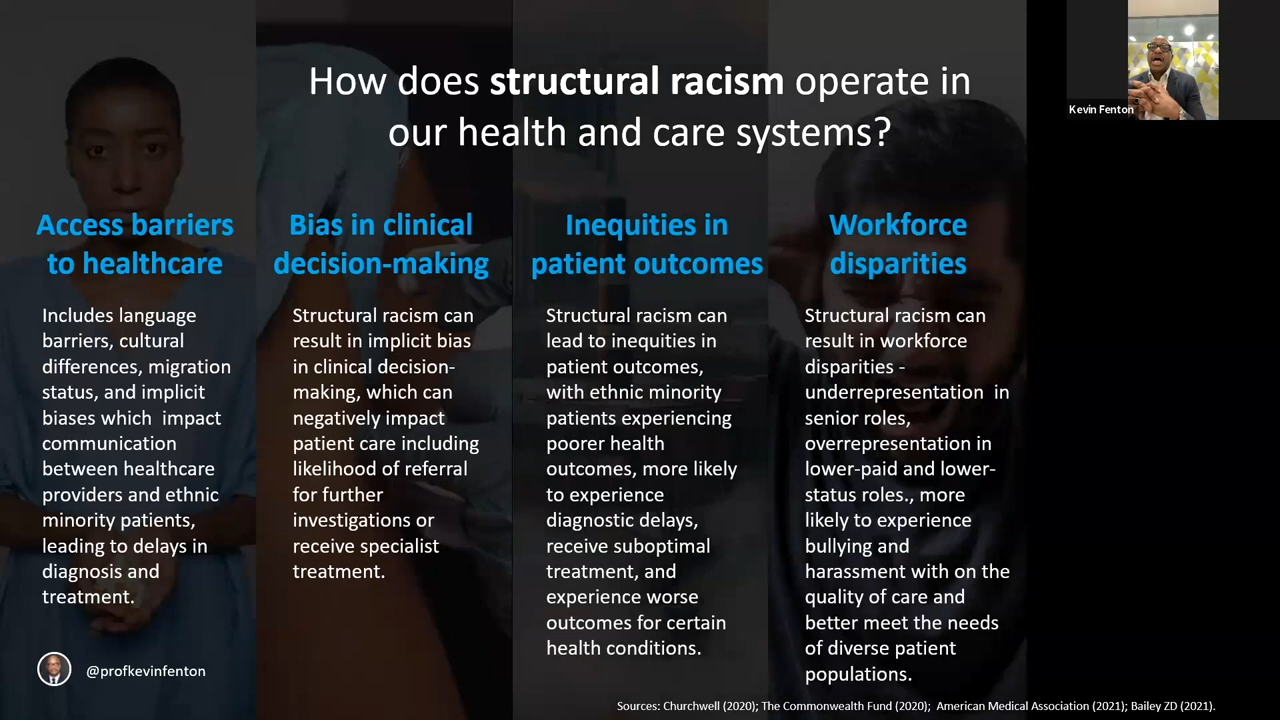 How does structural racism operate in
our health and care systems?
Kevin Fenton
Access barriers
to healthcare
Includes language
barriers, cultural
differences, migration
status, and implicit
biases which  impact
communication
between healthcare
providers and ethnic
minority patients,
leading to delays in
diagnosis and
treatment.
Bias in clinical
decision-making
Structural racism can
result in implicit bias
in clinical decision-
making, which can
negatively impact
patient care including
likelihood of referral
for further
investigations or
receive specialist
treatment.
Inequities in
patient outcomes
Structural racism can
lead to inequities in
patient outcomes,
with ethnic minority
patients experiencing
poorer health
outcomes, more likely
to experience
diagnostic delays,
receive suboptimal
treatment, and
experience worse
outcomes for certain
health conditions.
Workforce
disparities
Structural racism can
result in workforce
disparities -
underrepresentation  in
senior roles,
overrepresentation in
lower-paid and lower-
status roles., more
likely to experience
bullying and
harassment with on the
quality of care and
better meet the needs
of diverse patient
populations.
@profkevinfenton
Sources: Churchwell (2020); The Commonwealth Fund (2020);  American Medical Association (2021); Bailey ZD (2021).